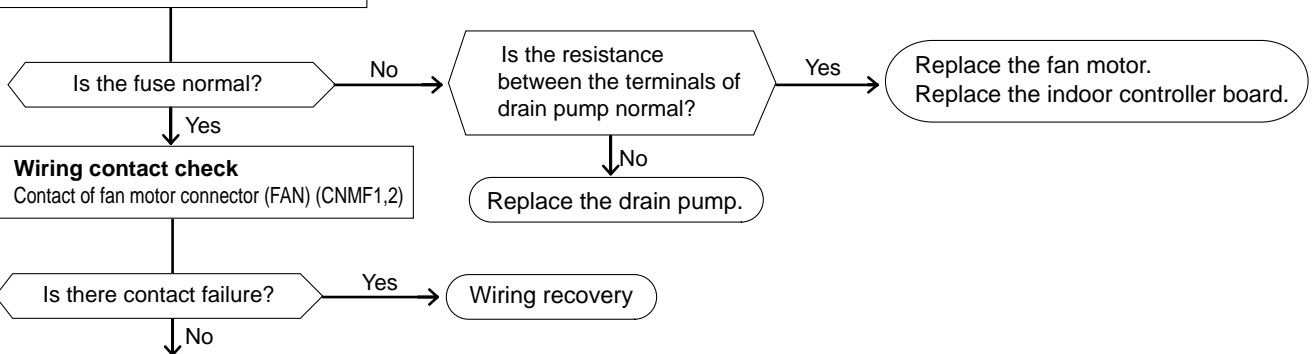 Is the fuse normal?
No
Is the resistance
between the terminals of
drain pump normal?
Yes
Replace the fan motor.
Replace the indoor controller board.
Yes
No
Wiring contact check
Contact of fan motor connector (FAN) (CNMF1,2)
Replace the drain pump.
Is there contact failure?
Yes
Wiring recovery
No